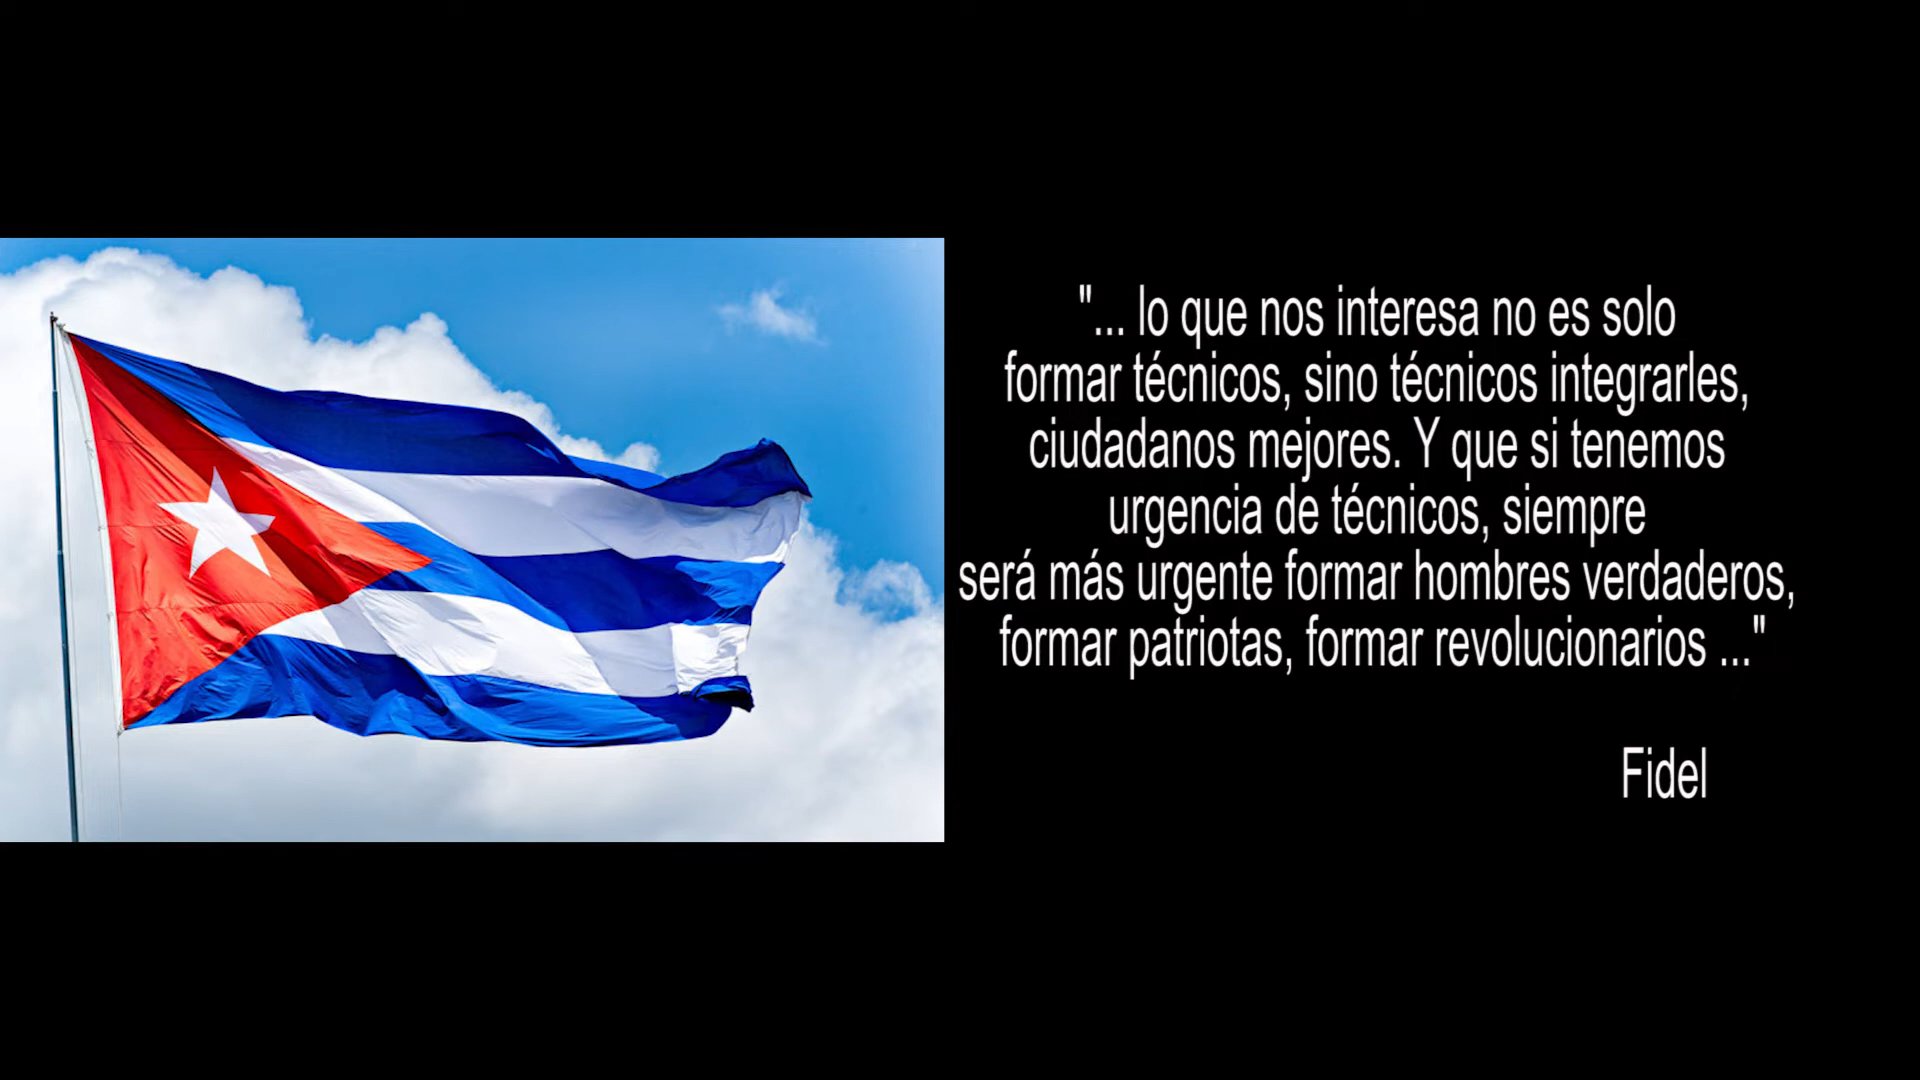 "... lo que nos interesa no es solo
formar técnicos, sino técnicos integrarles,
ciudadanos mejores. Y que si tenemos
urgencia de técnicos, siempre
será más urgente formar hombres verdaderos,
formar patriotas, formar revolucionarios ..."
Fidel